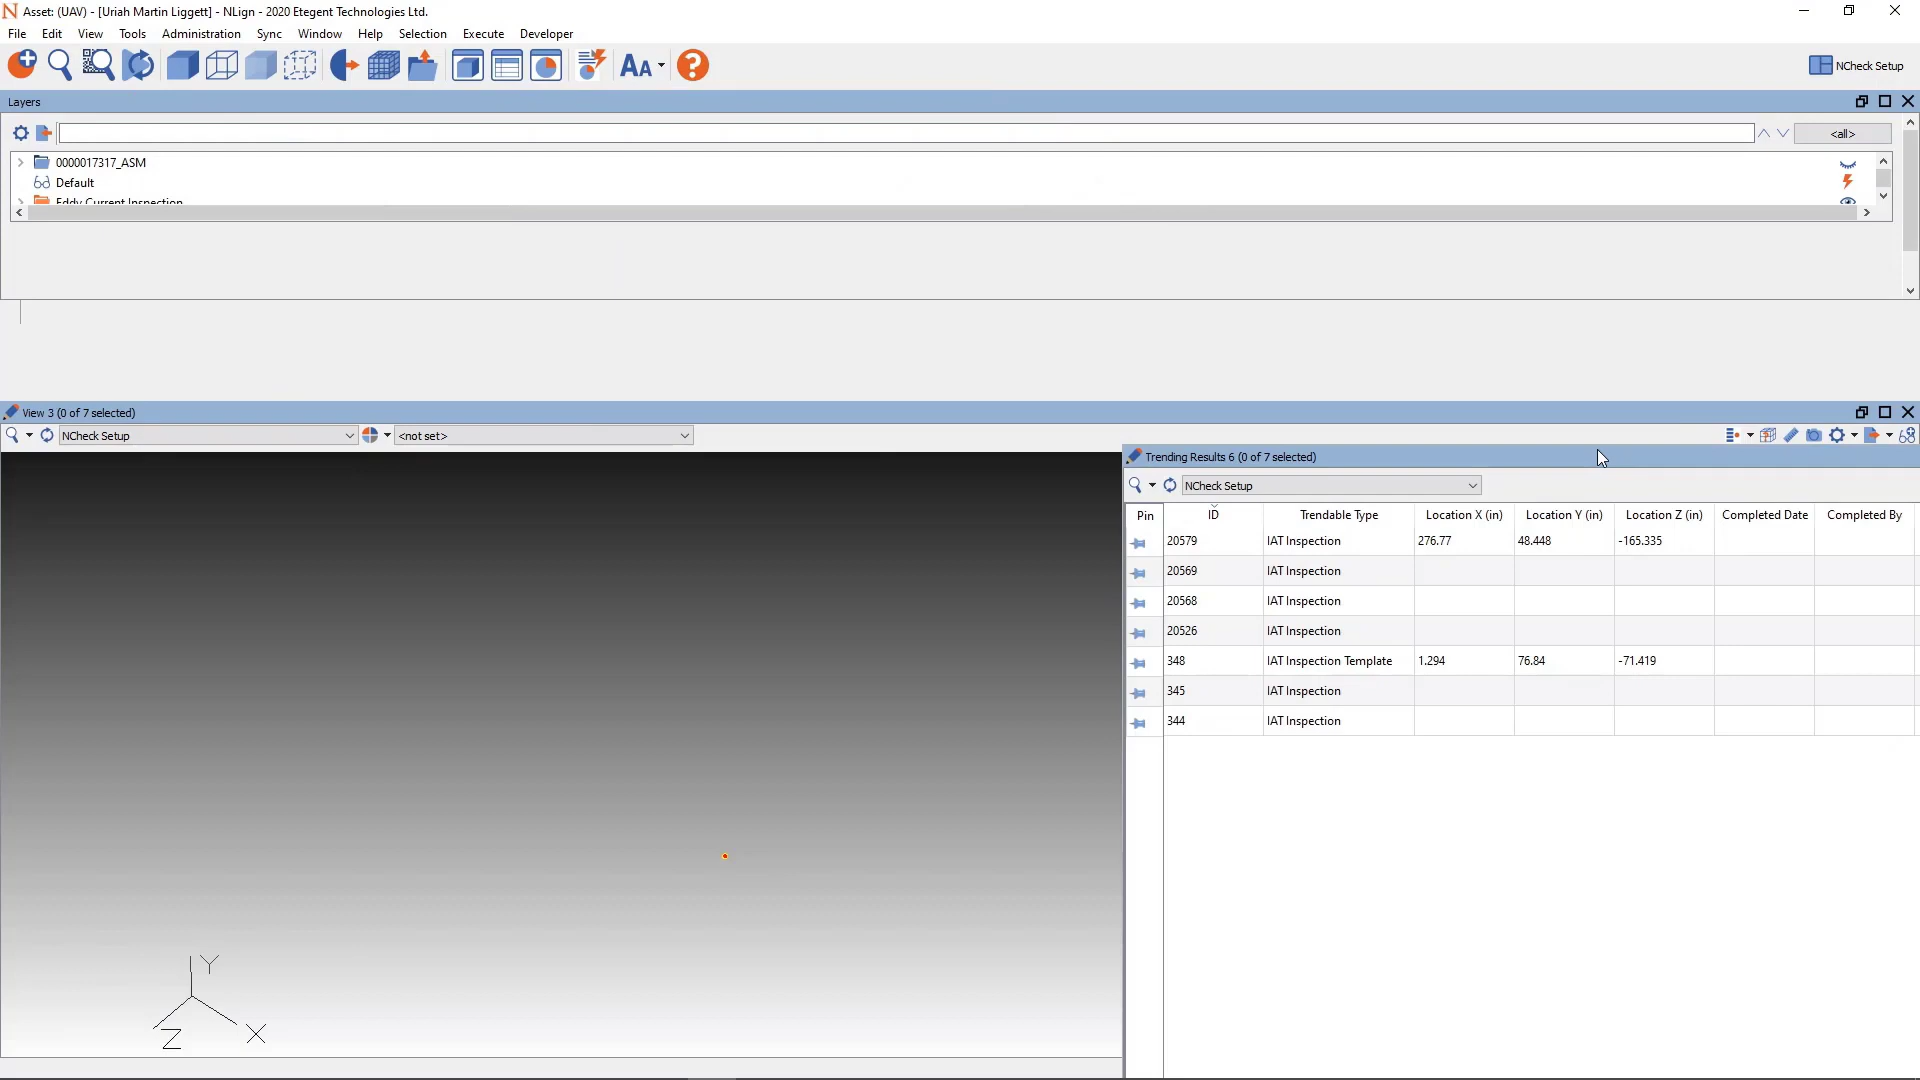 Asset: (UAV) - [Uriah Martin Liggett] - NLign - 2020 Etegent Technologies Ltd.
File Edit View Tools Administration Sync Window Help Selection Execute Developer
AA ? NCheck Setup
Layers
<all>
0000017317_ASM
Default
Eddy Current Inspection
View 3 (0 of 7 selected)
NCheck Setup <not set>
Trending Results 6 (0 of 7 selected)
NCheck Setup
Pin ID Trendable Type Location X (in) Location Y (in) Location Z (in) Completed Date Completed By
20579 IAT Inspection 276.77 48.448 -165.335
20569 IAT Inspection
20568 IAT Inspection
20526 IAT Inspection
348 IAT Inspection Template 1.294 76.84 -71.419
345 IAT Inspection
344 IAT Inspection
Y
Z X